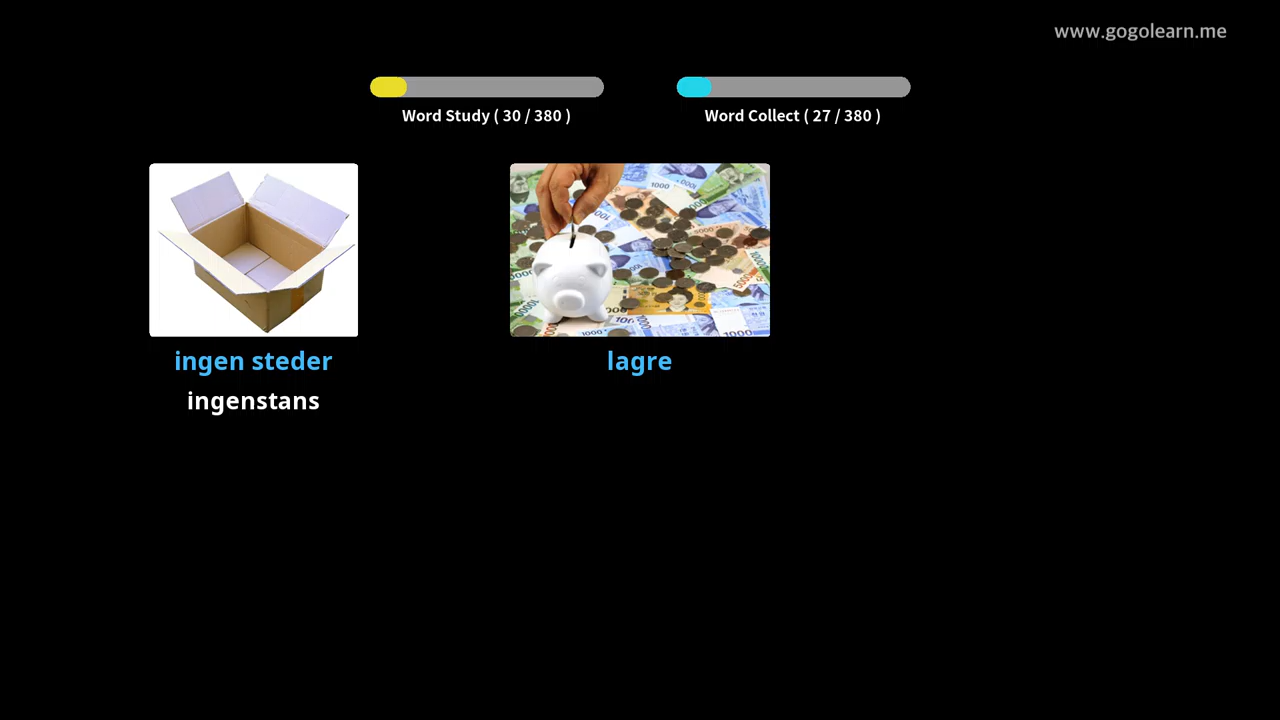 www.gogolearn.me
Word Study ( 30 / 380 )
Word Collect ( 27 / 380 )
ingen steder
ingenstans
lagre